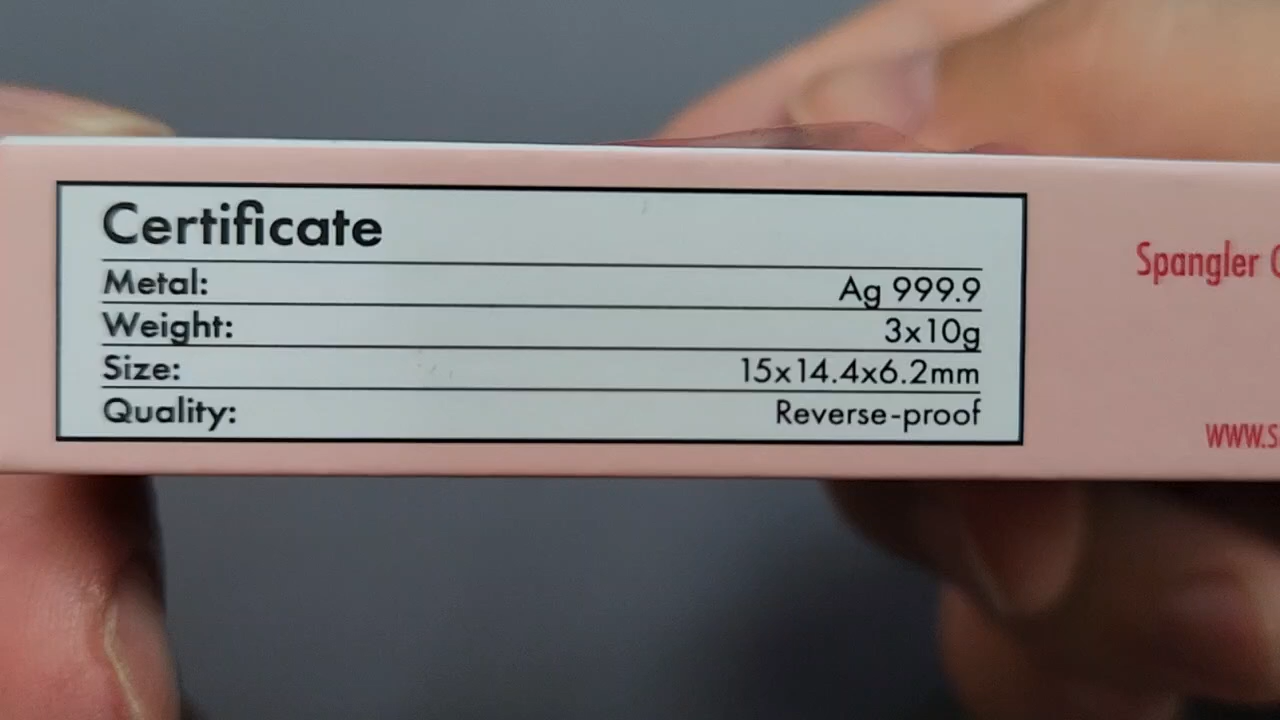 Certificate
Metal: Ag 999.9
Weight: 3x10g
Size: 15x14.4x6.2mm
Quality: Reverse-proof
Spangler